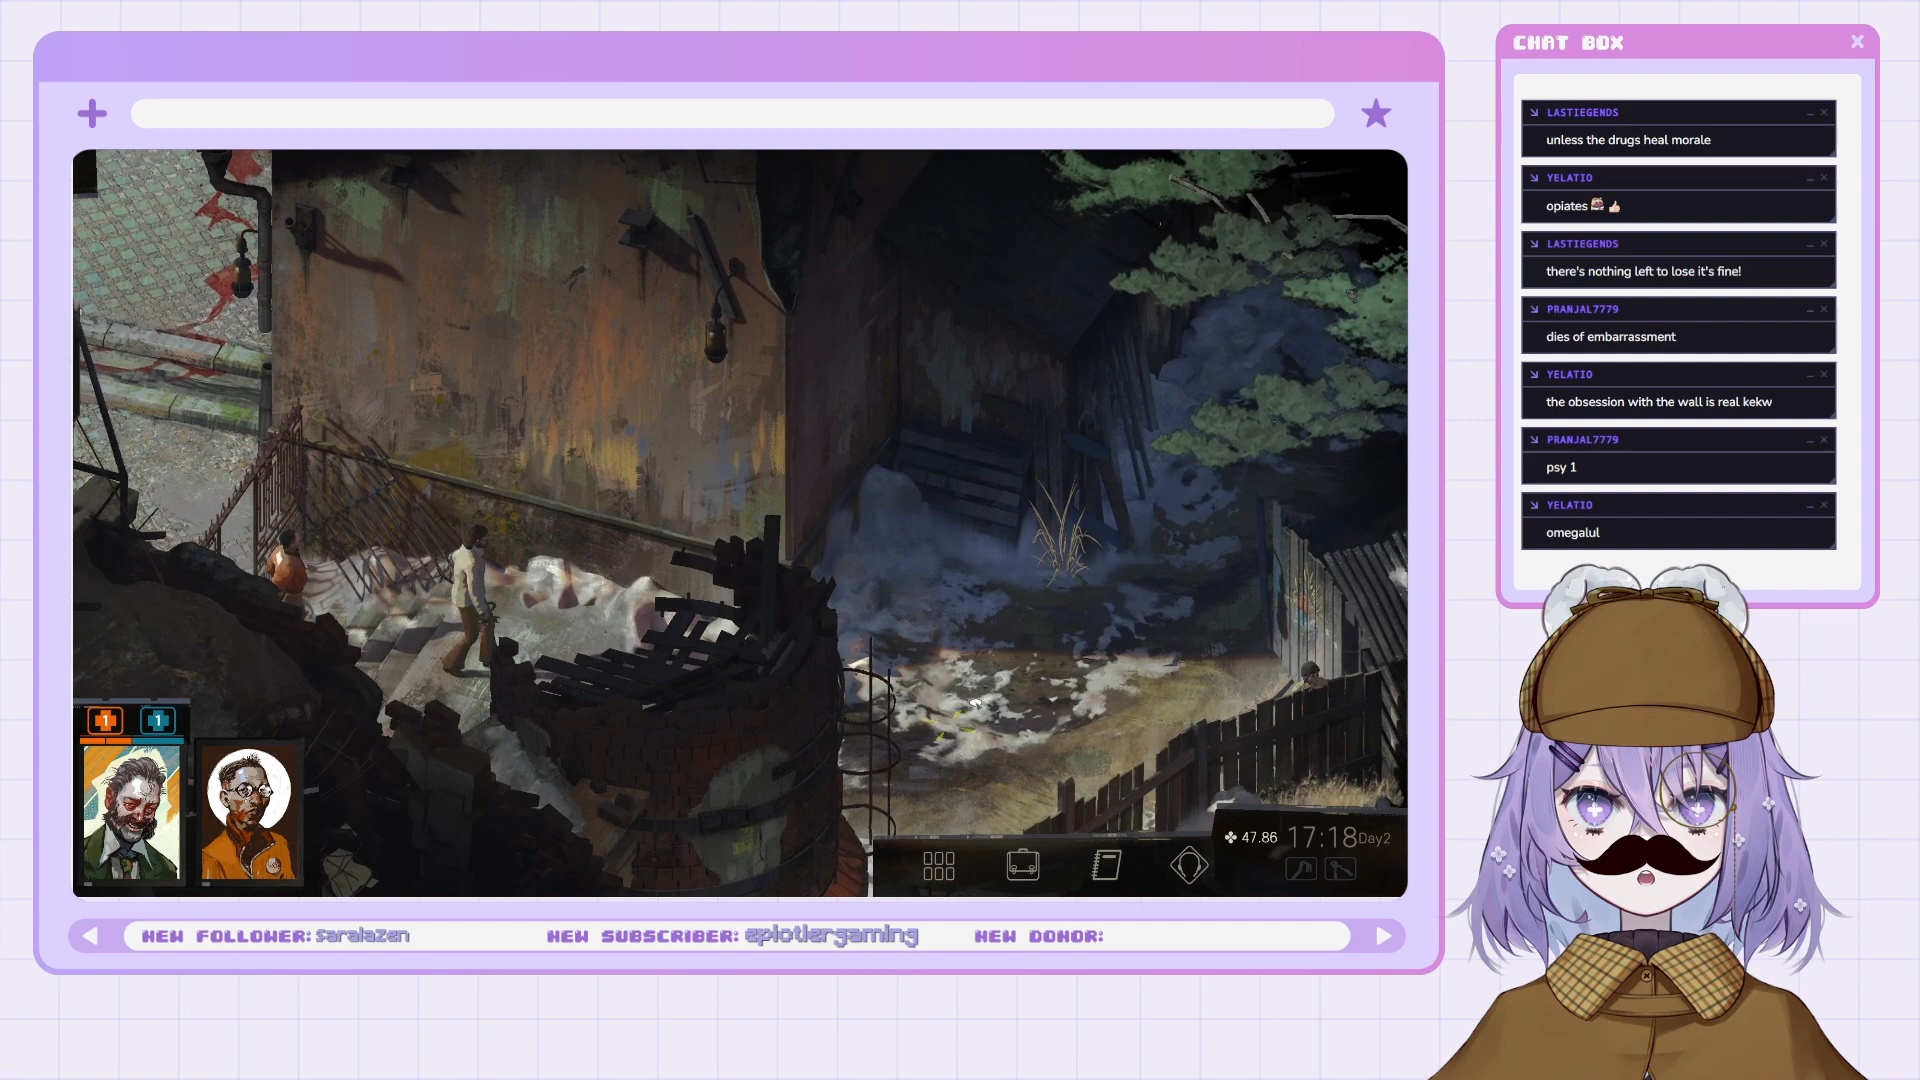 CHAT BOX
LASTIEGENDS
unless the drugs heal morale
YELATIO
opiates
LASTIEGENDS
there's nothing left to lose it's fine!
PRANJAL7779
dies of embarrassment
YELATIO
the obsession with the wall is real kekw
PRANJAL7779
psy 1
YELATIO
omegalul
1 1
47.86 17:18 Day2
NEW FOLLOWER: saralazen NEW SUBSCRIBER: eplotlergaming NEW DONOR: